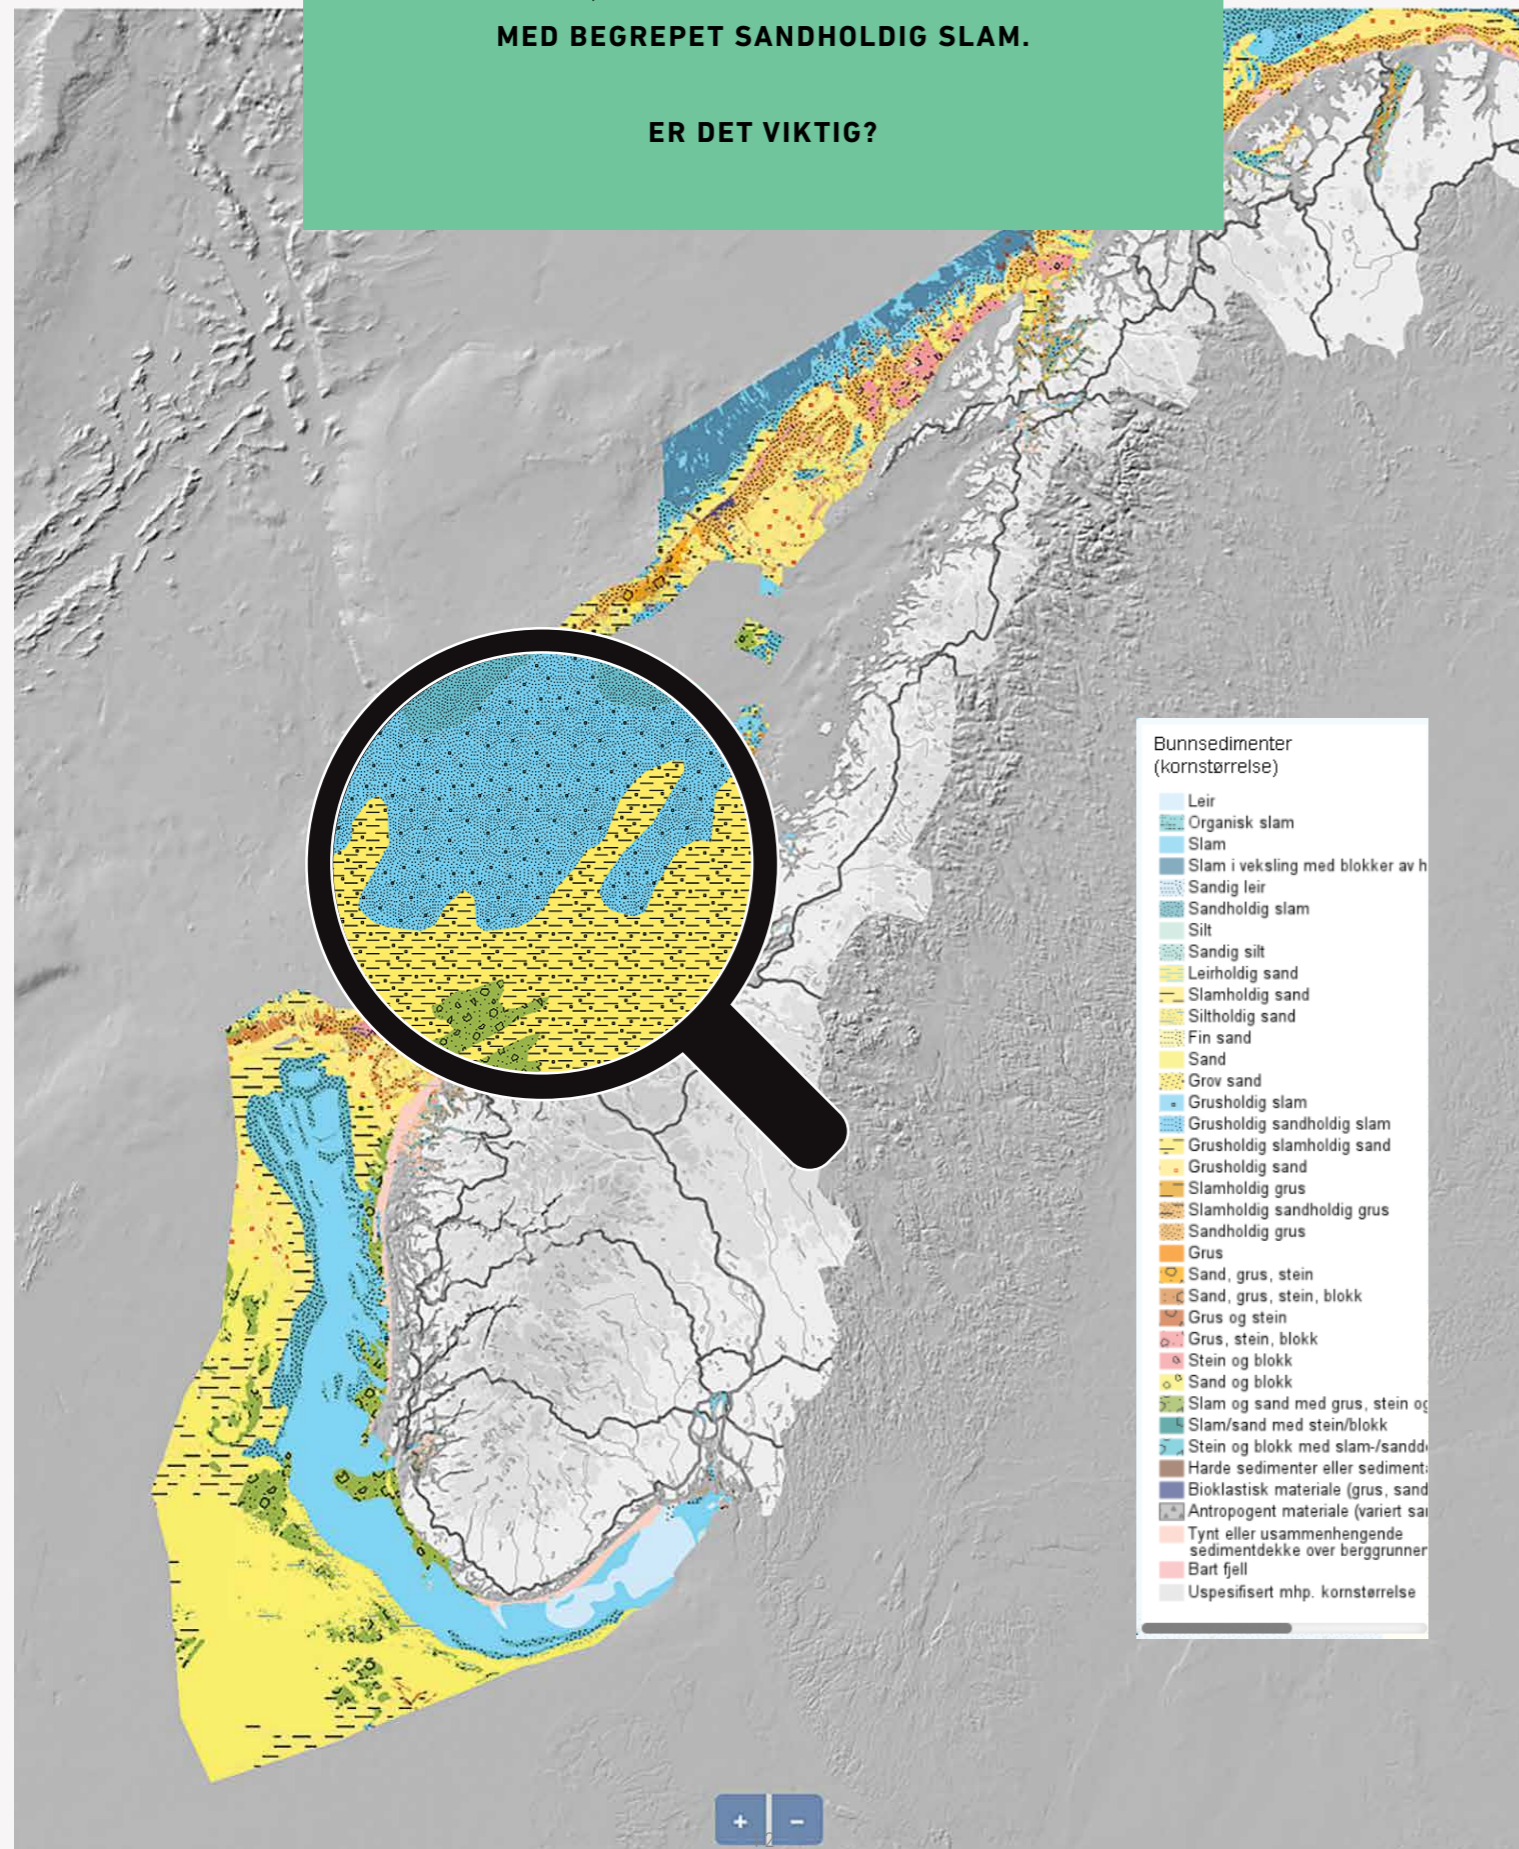 MED BEGREPET SANDHOLDIG SLAM.
ER DET VIKTIG?
Bunnsedimenter
(kornstørrelse)
Leir
Organisk slam
Slam
Slam i veksling med blokker av h
Sandig leir
Sandholdig slam
Silt
Sandig silt
Leirholdig sand
Slamholdig sand
Siltholdig sand
Fin sand
Sand
Grov sand
Grusholdig slam
Grusholdig sandholdig slam
Grusholdig slamholdig sand
Grusholdig sand
Slamholdig grus
Slamholdig sandholdig grus
Sandholdig grus
Grus
Sand, grus, stein
Sand, grus, stein, blokk
Grus og stein
Grus, stein, blokk
Stein og blokk
Sand og blokk
Slam og sand med grus, stein og
Slam/sand med stein/blokk
Stein og blokk med slam-/sandd
Harde sedimenter eller sediment
Bioklastisk materiale (grus, sand
Antropogent materiale (variert sa
Tynt eller usammenhengende
sedimentdekke over berggrunne
Bart fjell
Uspesifisert mhp. kornstørrelse
+ −